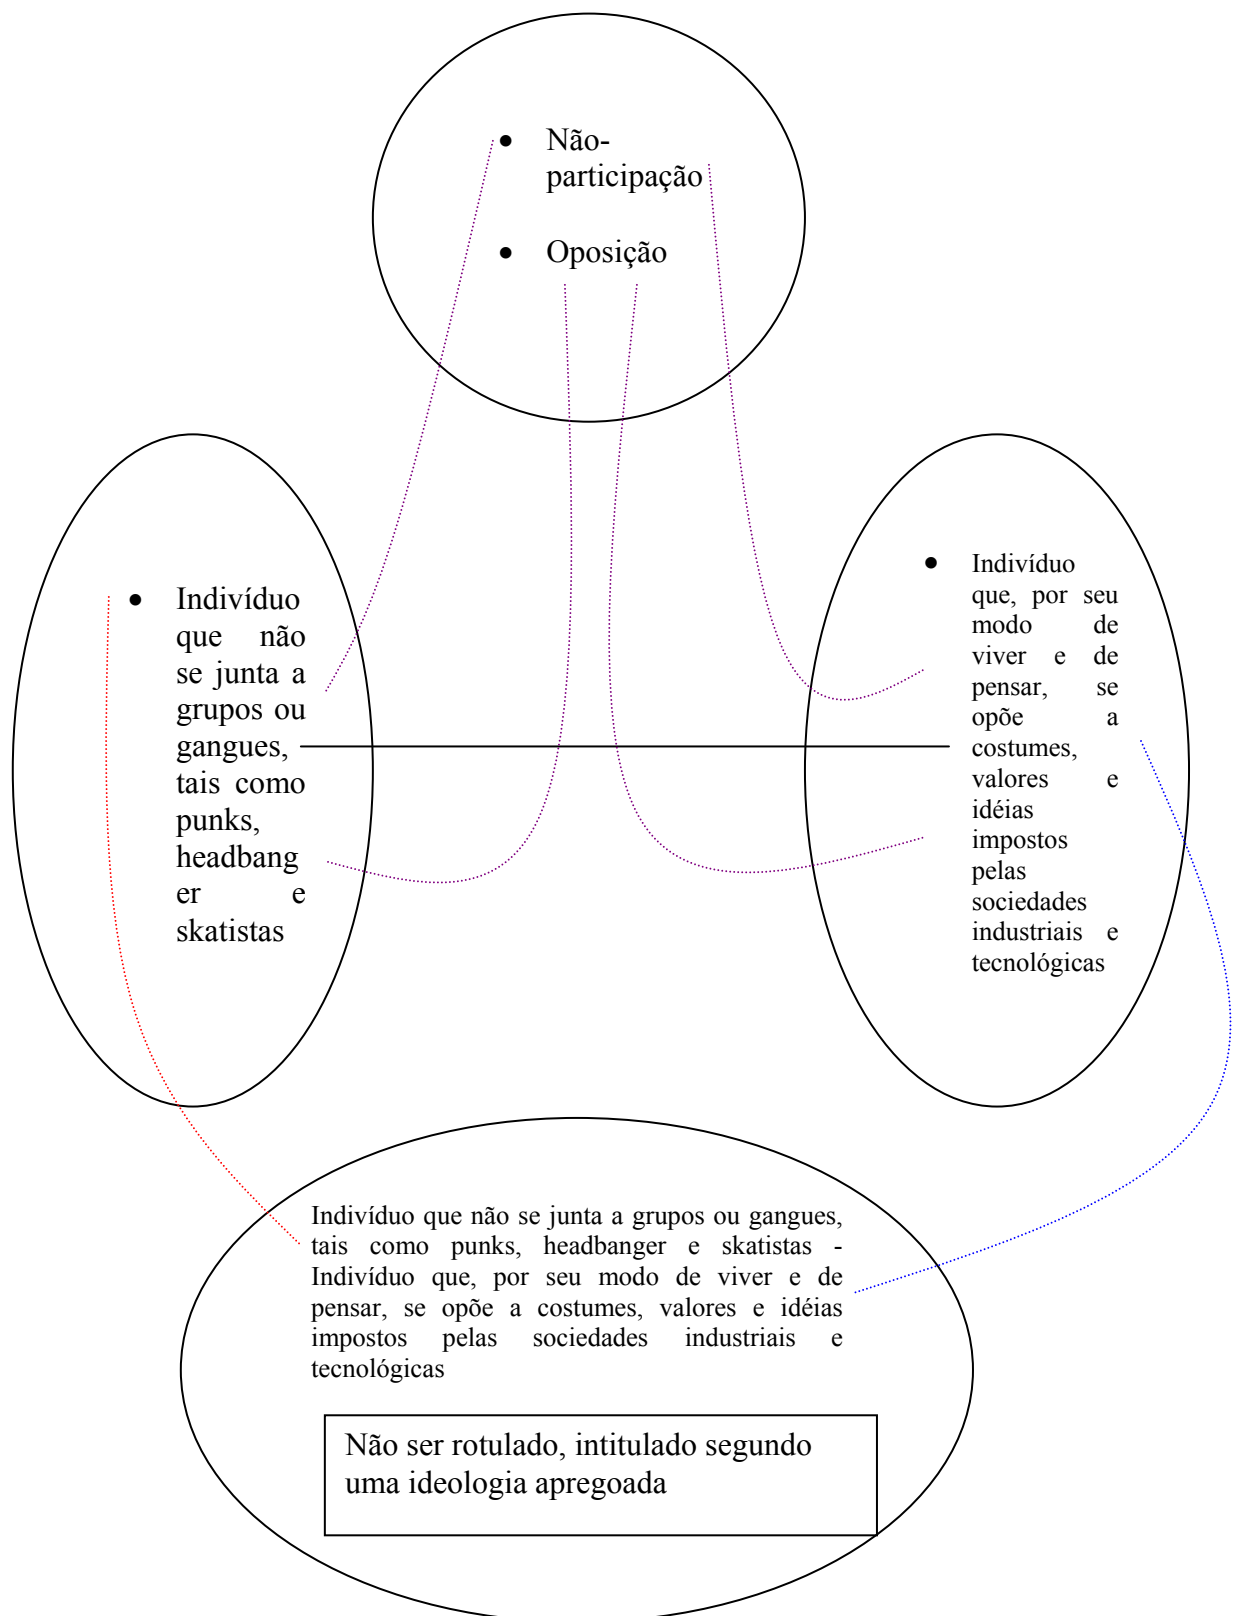 • Não-
participação
• Oposição
• Indivíduo
que não
se junta a
grupos ou
gangues,
tais como
punks,
headbang
er e
skatistas
• Indivíduo
que, por seu
modo de
viver e de
pensar, se
opõe a
costumes,
valores e
idéias
impostos
pelas
sociedades
industriais e
tecnológicas
Indivíduo que não se junta a grupos ou gangues,
tais como punks, headbanger e skatistas -
Indivíduo que, por seu modo de viver e de
pensar, se opõe a costumes, valores e idéias
impostos pelas sociedades industriais e
tecnológicas
Não ser rotulado, intitulado segundo
uma ideologia apregoada